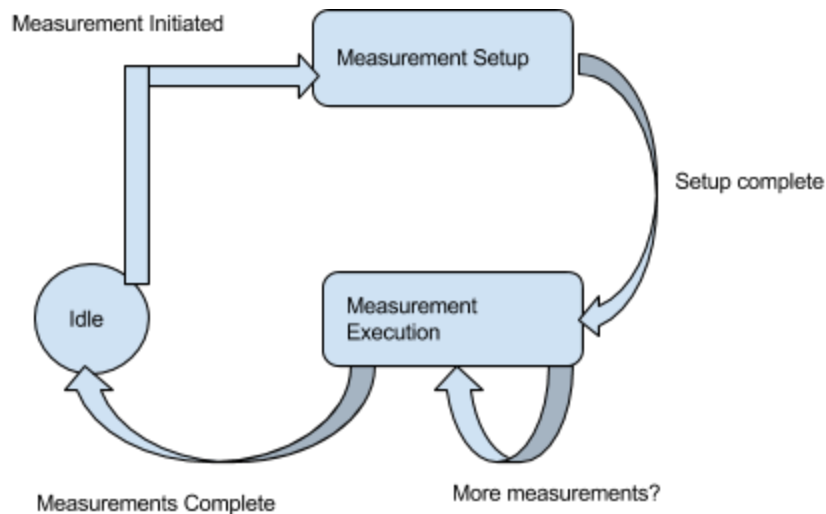 Measurement Initiated
Measurement Setup
Setup complete
Measurement
Execution
Idle
More measurements?
Measurements Complete